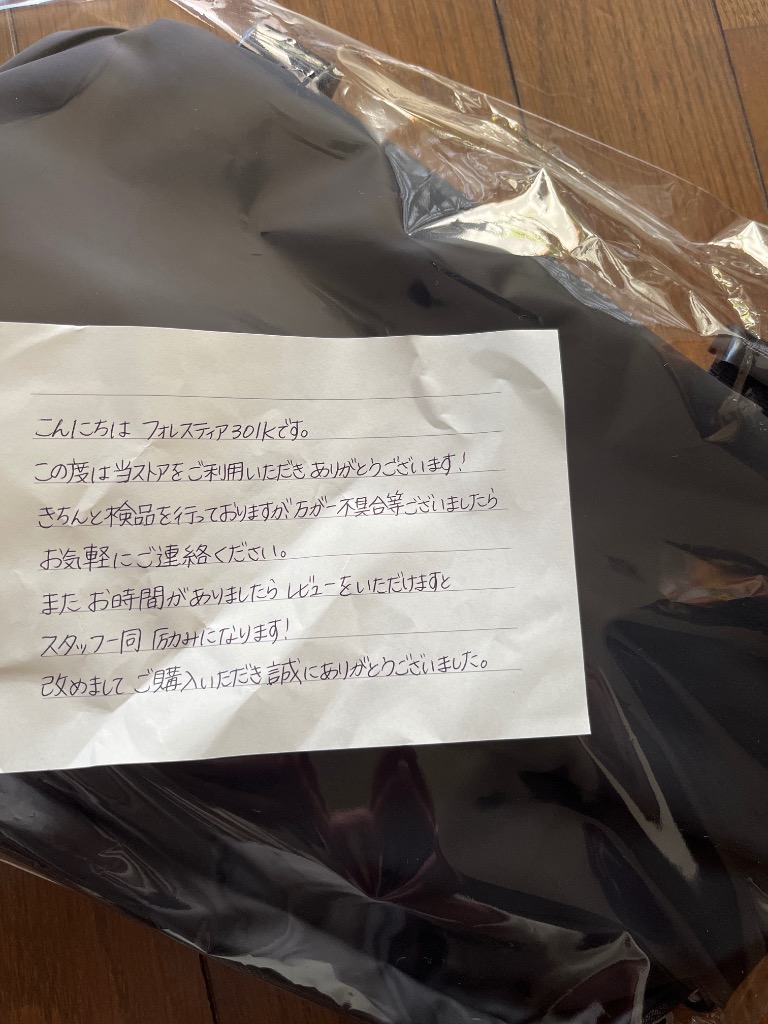 こんにちは フォレスティア301Kです。
この度は当ストアをご利用いただき ありがとうございます!
きちんと検品を行っておりますが 万が一不具合等ございましたら
お気軽にご連絡ください。
また お時間がありましたら レビューをいただけますと
スタッフ一同 励みになります!
改めまして ご購入いただき 誠にありがとうございました。